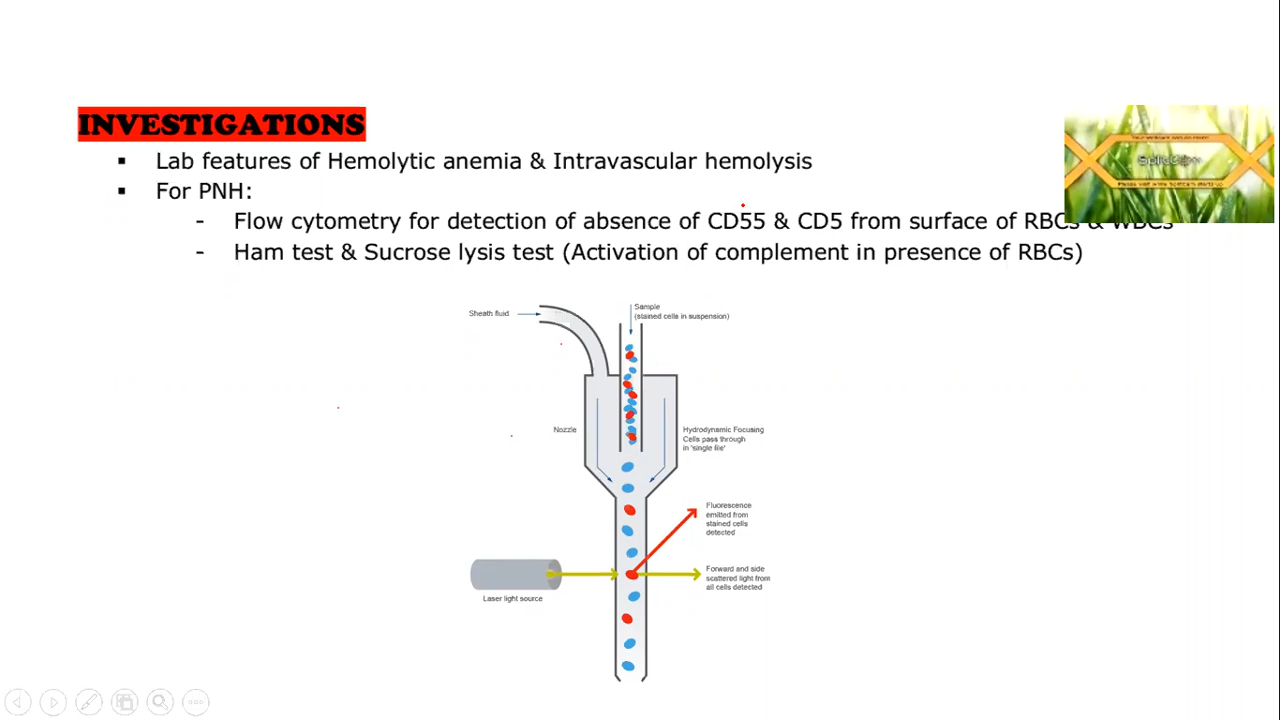 INVESTIGATIONS
▪ Lab features of Hemolytic anemia & Intravascular hemolysis
▪ For PNH:
- Flow cytometry for detection of absence of CD55 & CD5 from surface of RBCs & WBCs
- Ham test & Sucrose lysis test (Activation of complement in presence of RBCs)
SplitCam
Sheath fluid
Sample
(stained cells in suspension)
Nozzle
Hydrodynamic Focusing
Cells pass through
in 'single file'
Fluorescence
emitted from
stained cells
detected
Forward and side
scattered light from
all cells detected
Laser light source